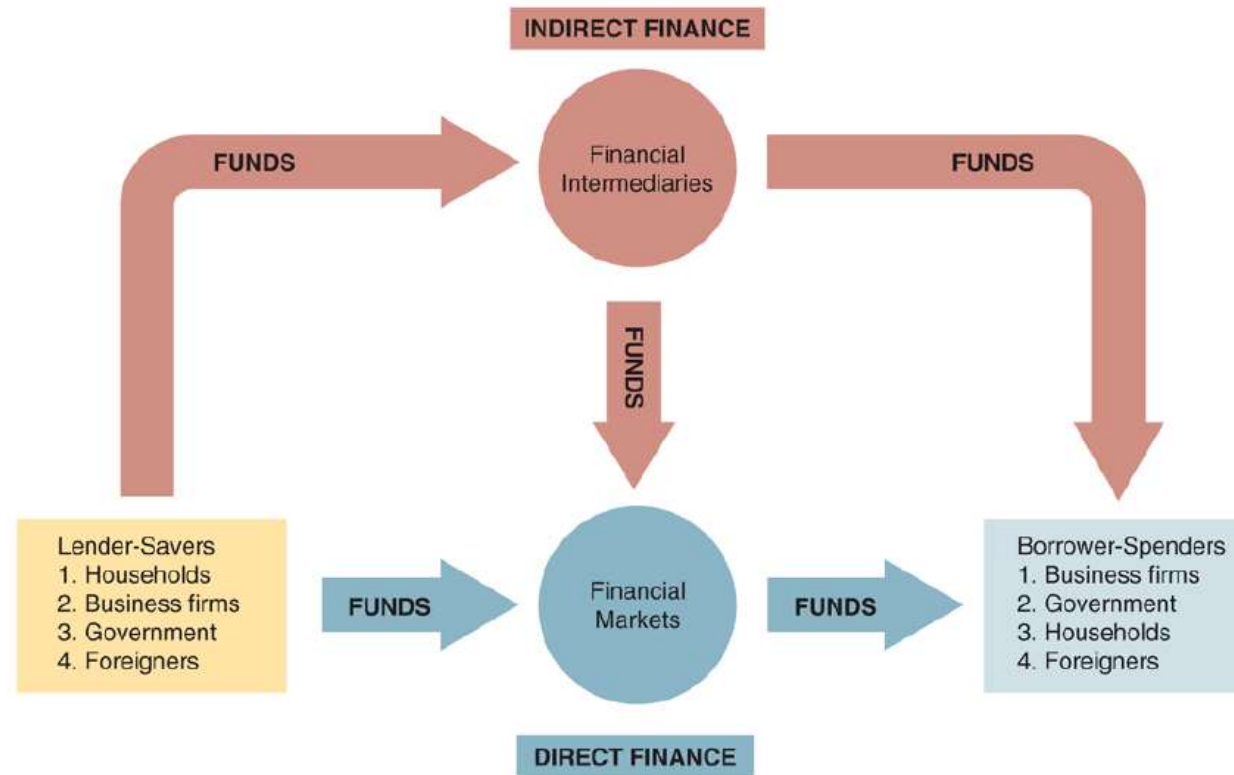 INDIRECT FINANCE
FUNDS
Financial
Intermediaries
FUNDS
FUNDS
Lender-Savers
1. Households
2. Business firms
3. Government
4. Foreigners
FUNDS
Financial
Markets
FUNDS
Borrower-Spenders
1. Business firms
2. Government
3. Households
4. Foreigners
DIRECT FINANCE